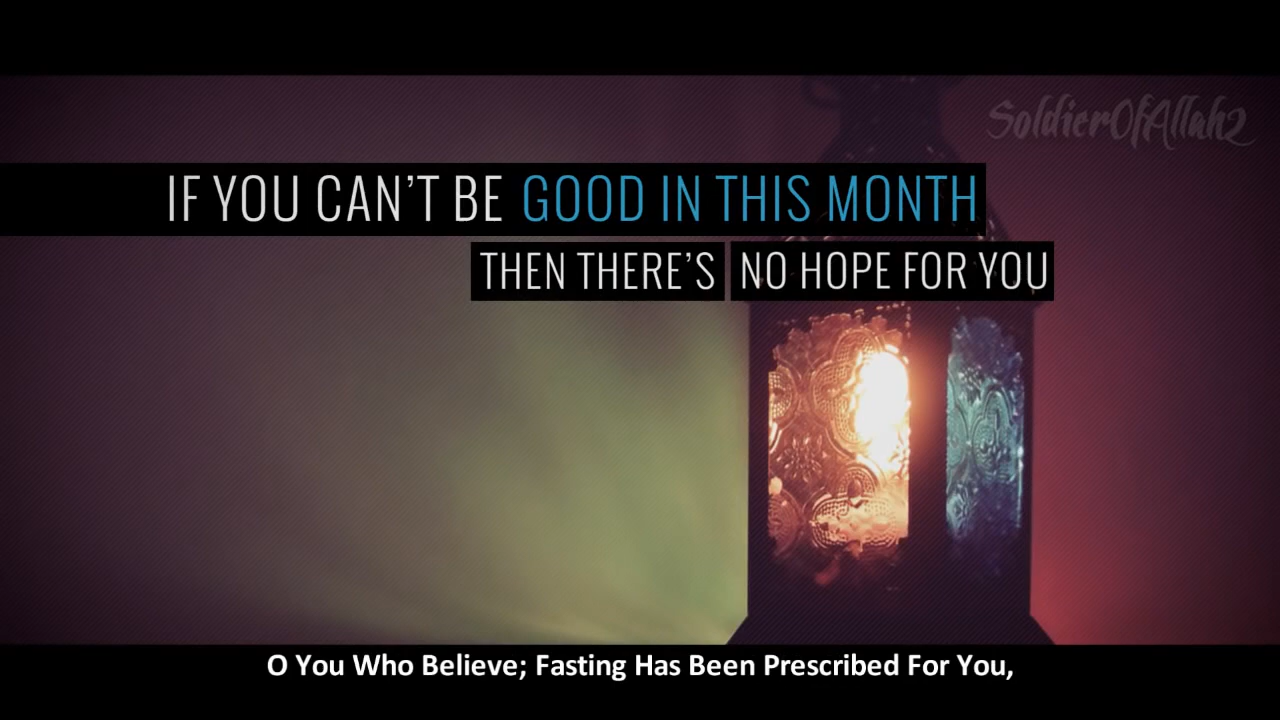 SoldierOfAllah2
IF YOU CAN'T BE GOOD IN THIS MONTH
THEN THERE'S NO HOPE FOR YOU
O You Who Believe; Fasting Has Been Prescribed For You,